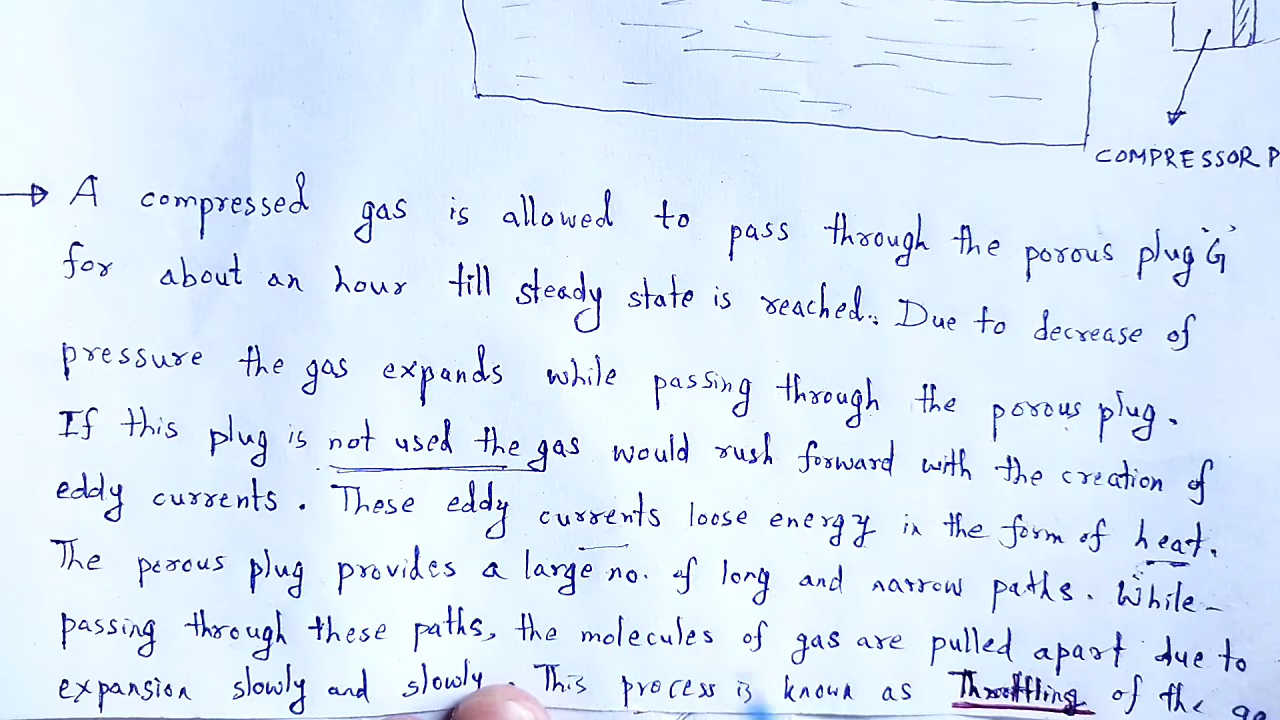 COMPRESSOR P
A compressed gas is allowed to pass through the porous plug 'G'
for about an hour till steady state is reached. Due to decrease of
pressure the gas expands while passing through the porous plug.
If this plug is not used the gas would rush forward with the creation of
eddy currents. These eddy currents loose energy in the form of heat.
The porous plug provides a large no. of long and narrow paths. While
passing through these paths, the molecules of gas are pulled apart due to
expansion slowly and slowly. This process is known as Throttling of the